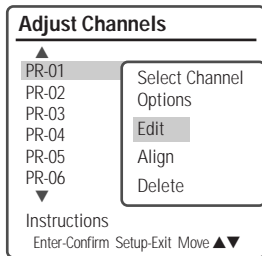 Adjust Channels
▲
PR-01
PR-02
PR-03
PR-04
PR-05
PR-06
▼
Select Channel
Options
Edit
Align
Delete
Instructions
Enter-Confirm Setup-Exit Move ▲▼